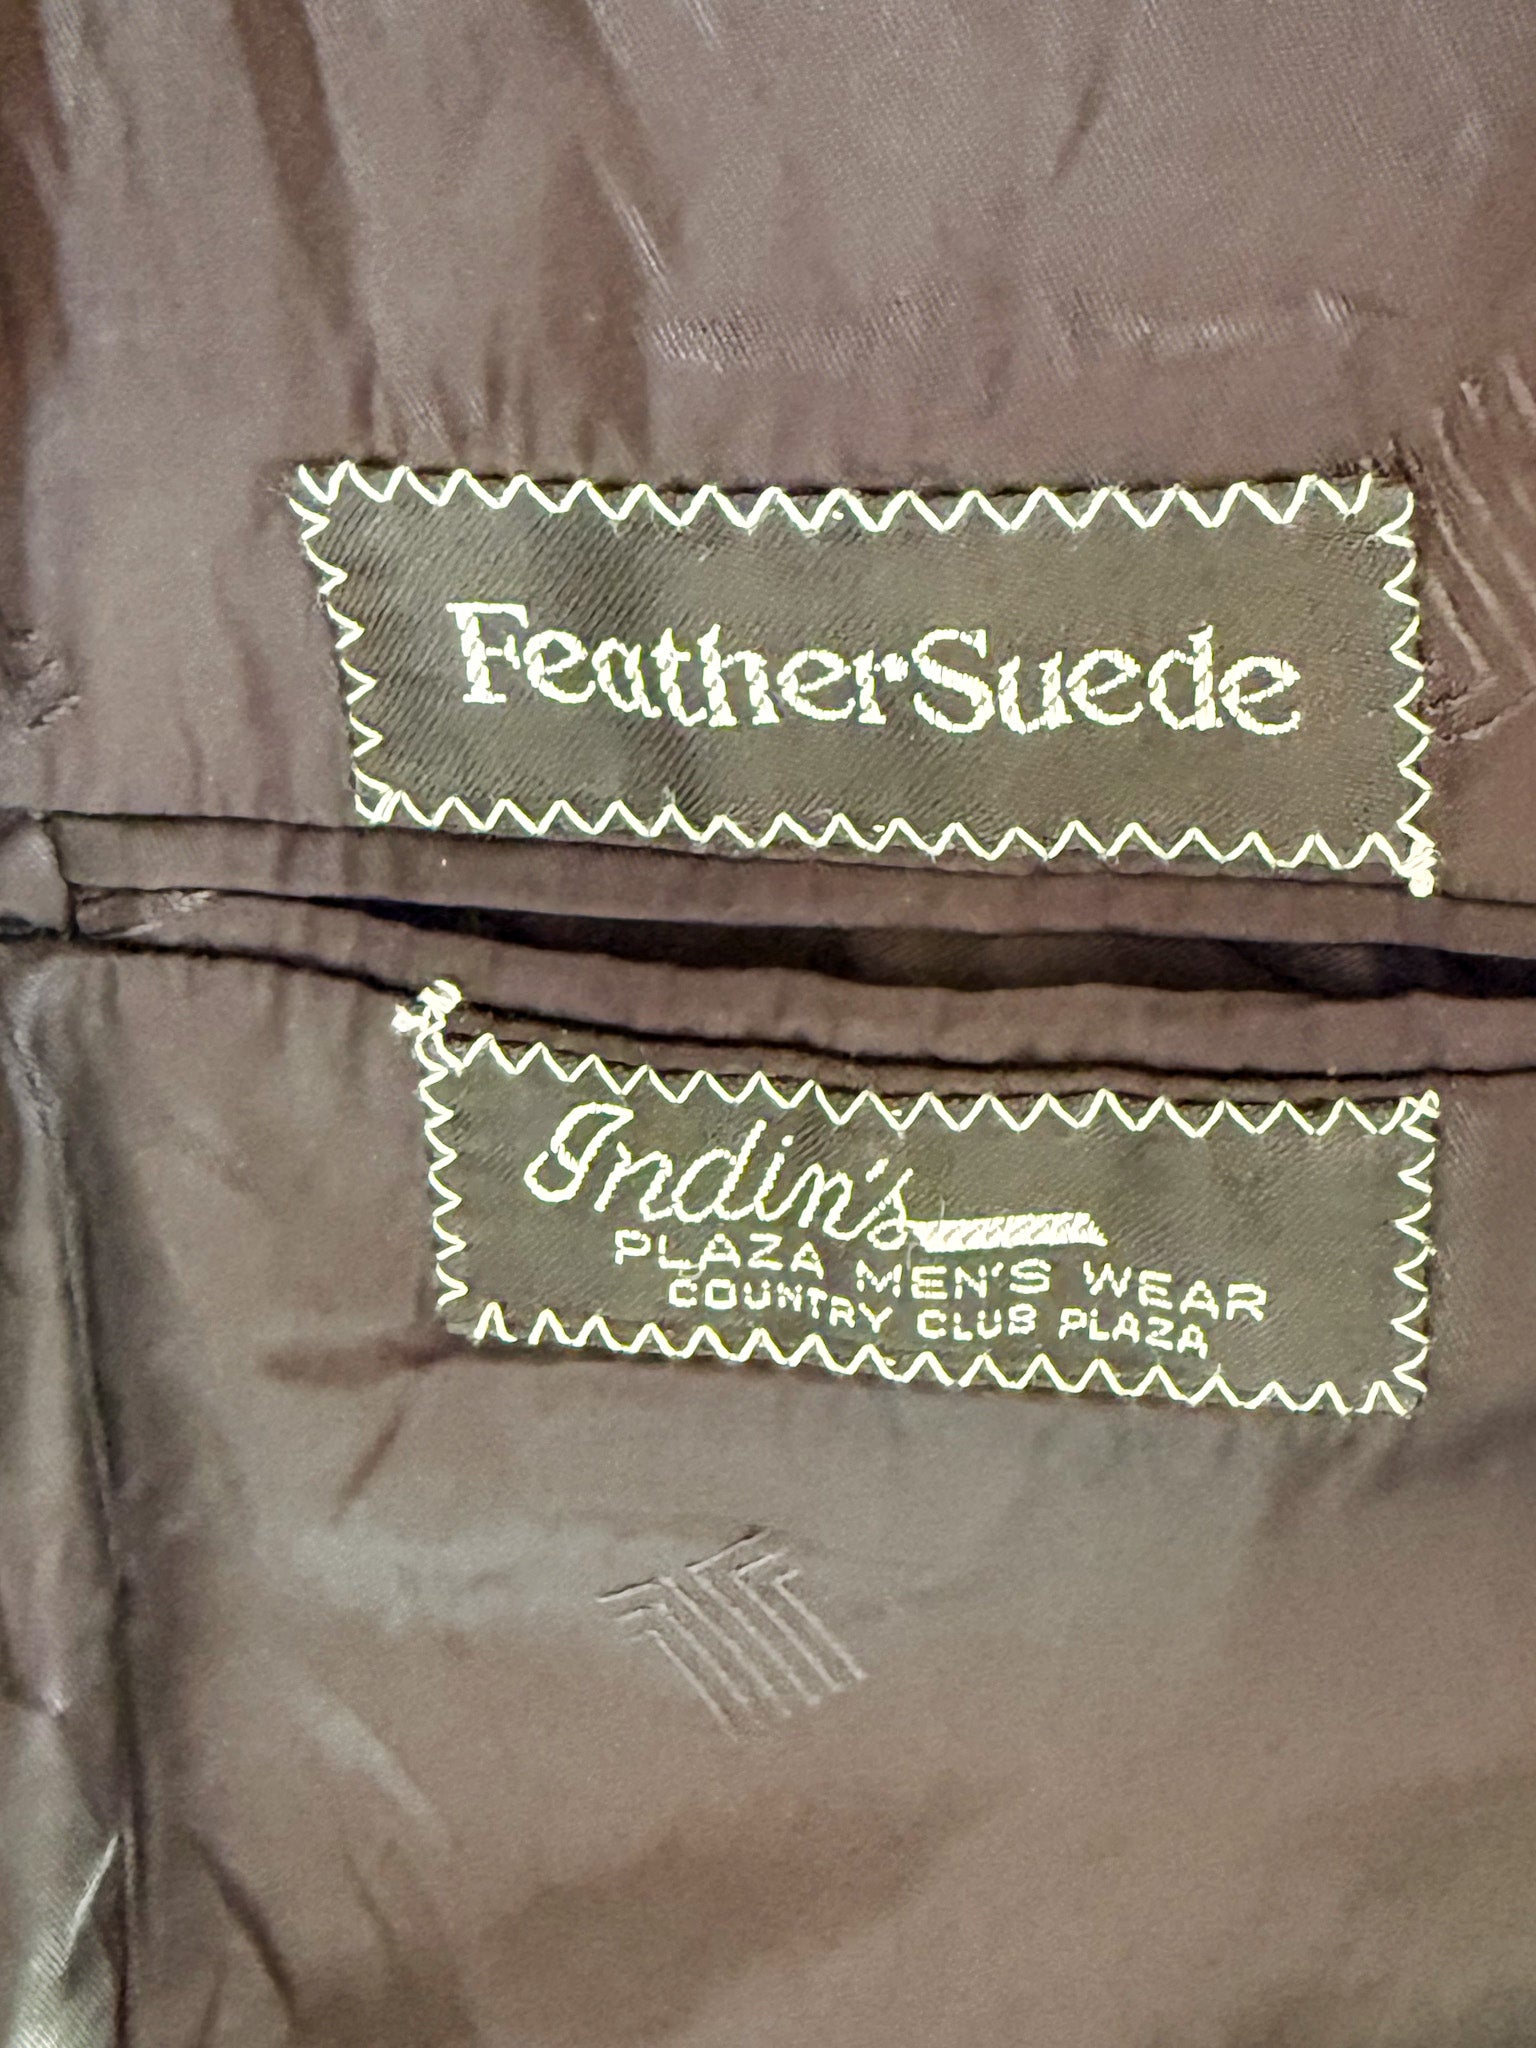 FeatherSuede
Indin's
PLAZA MEN'S WEAR
COUNTRY CLUB PLAZA